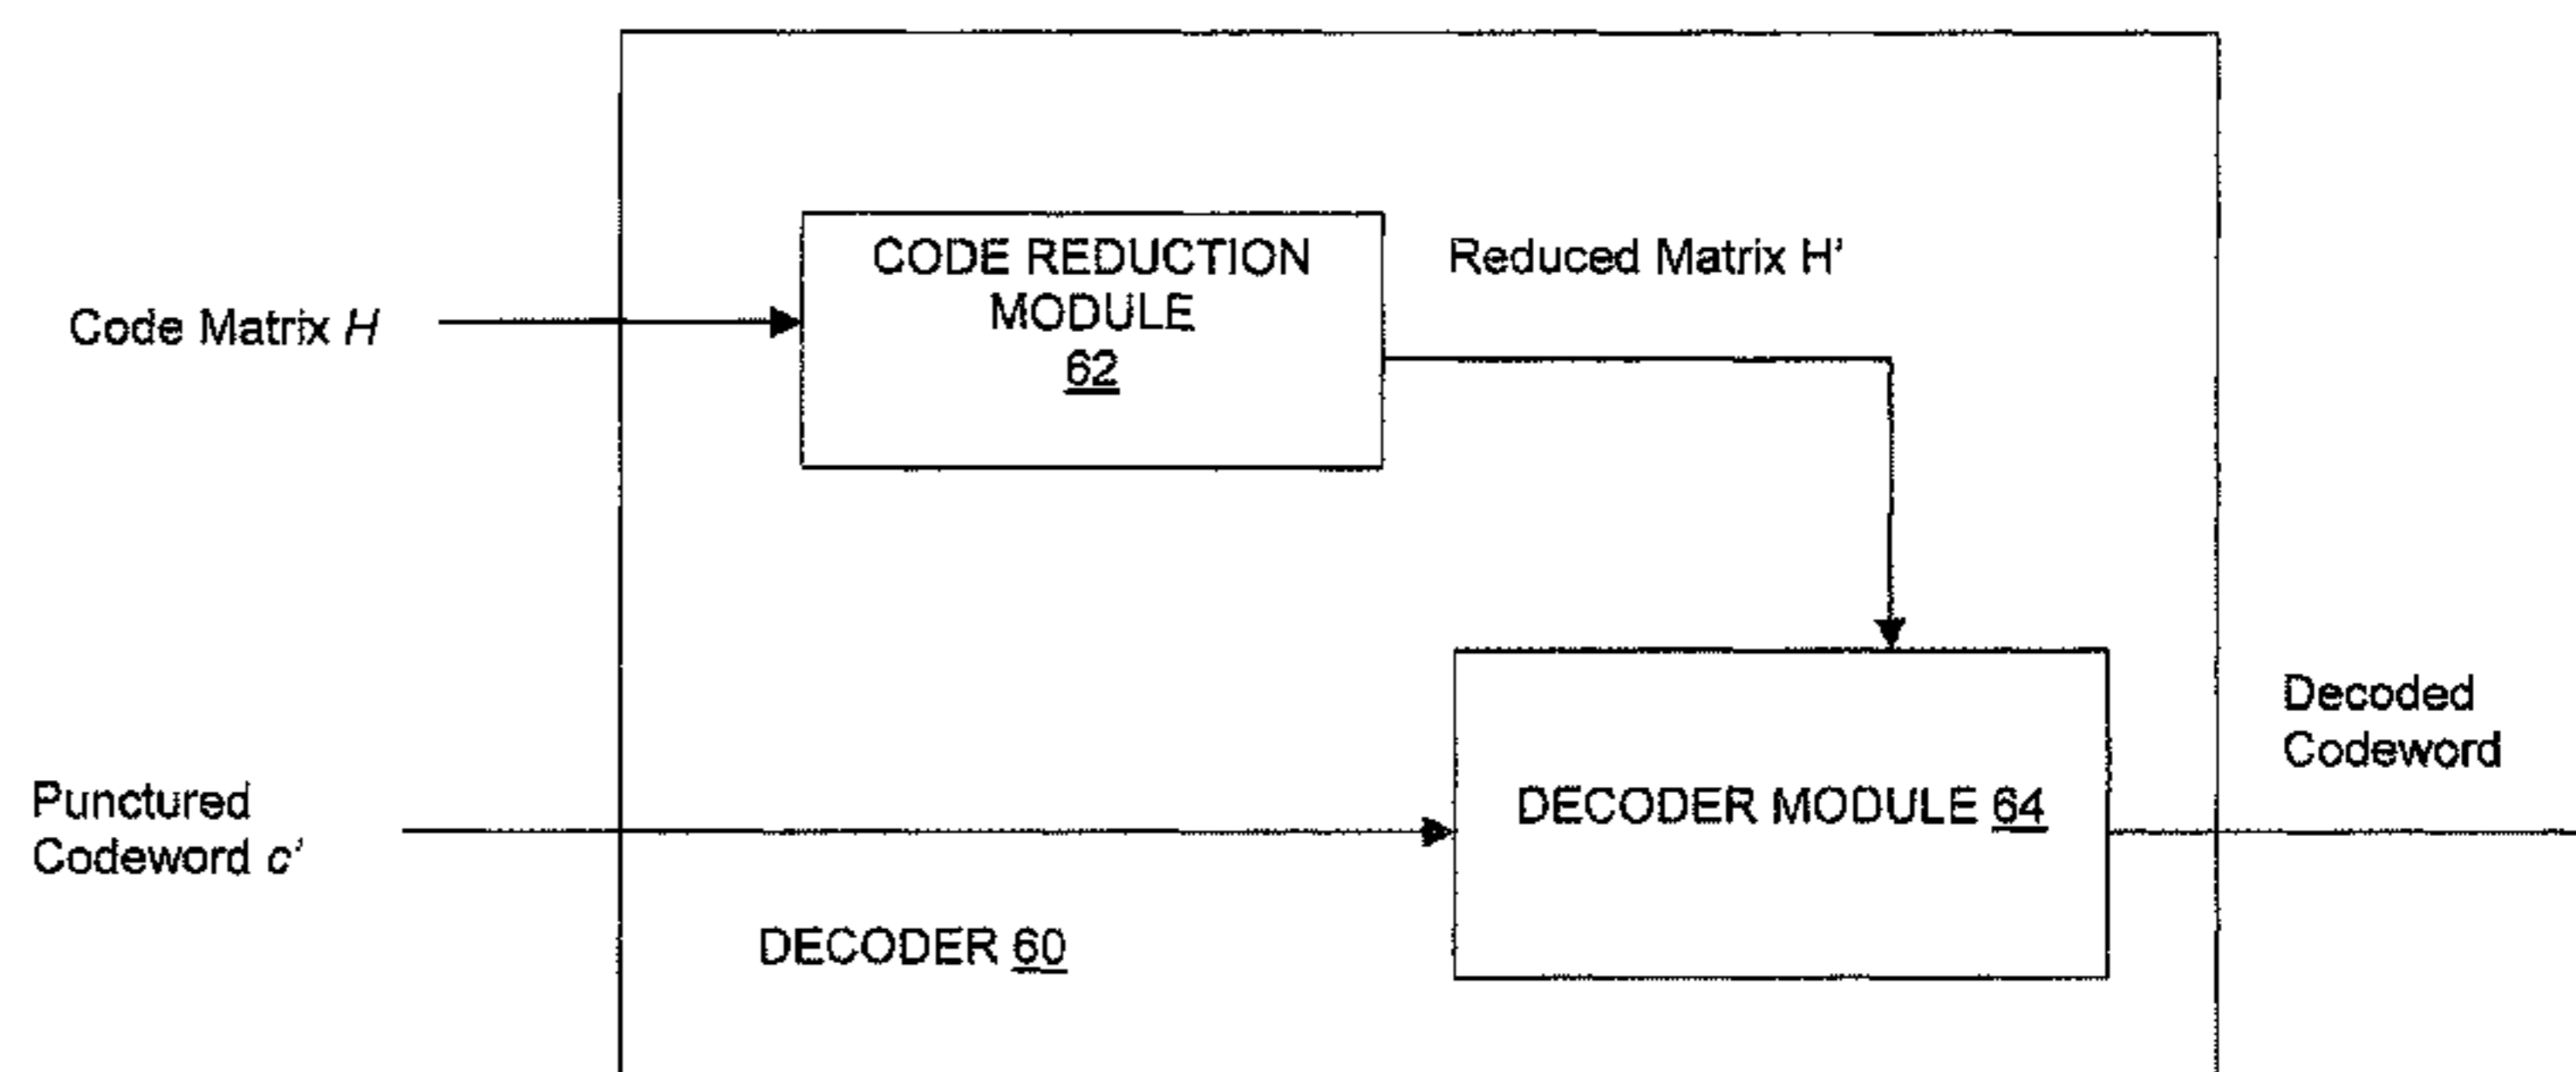 CODE REDUCTION
MODULE
62
Reduced Matrix H'
Code Matrix H
Decoded
Codeword
Punctured
Codeword c'
DECODER MODULE 64
DECODER 60